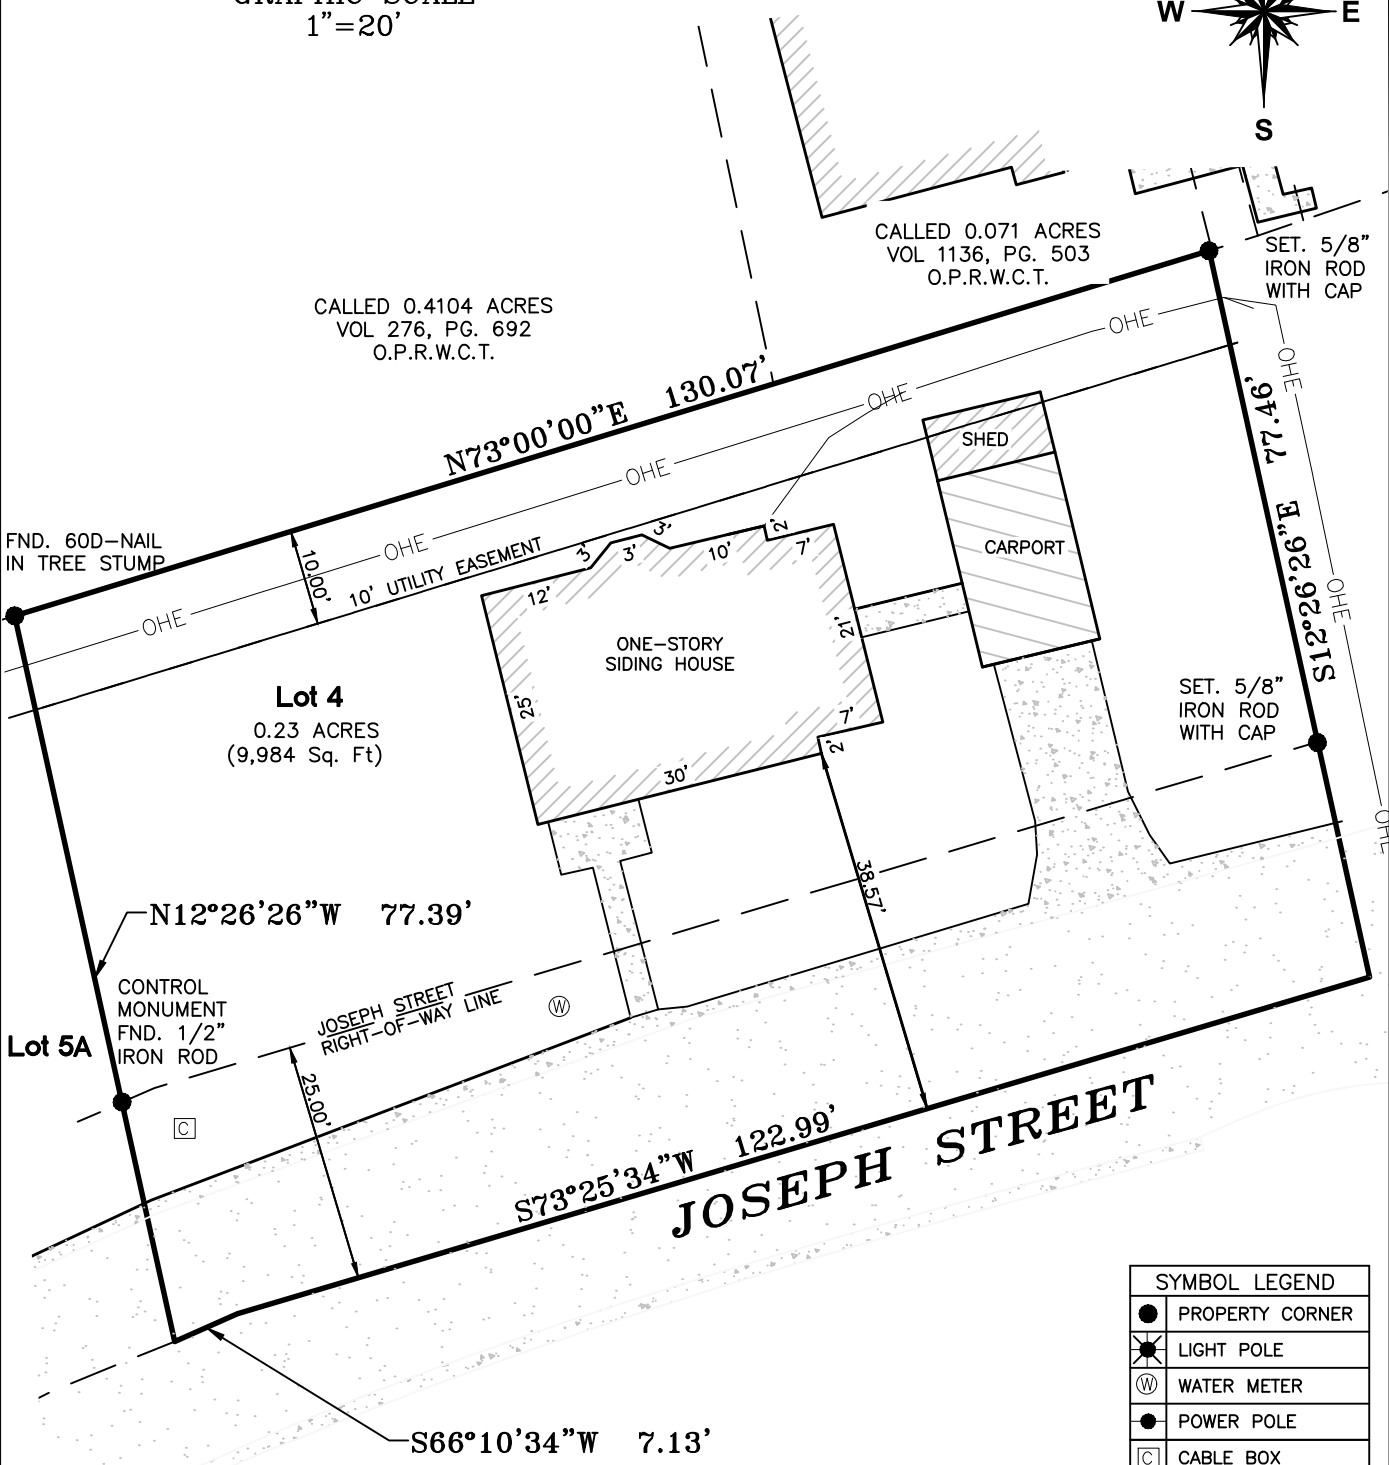 GRAPHIC SCALE
1"=20'
W
E
S
CALLED 0.071 ACRES
VOL 1136, PG. 503
O.P.R.W.C.T.
SET. 5/8"
IRON ROD
WITH CAP
CALLED 0.4104 ACRES
VOL 276, PG. 692
O.P.R.W.C.T.
N73°00'00"E 130.07'
OHE
OHE
OHE
OHE
OHE
OHE
OHE
OHE
S12°26'26"E 77.46'
SHED
CARPORT
FND. 60D-NAIL
IN TREE STUMP
10.00'
10' UTILITY EASEMENT
12'
3'
3'
3'
10'
2'
7'
21'
25'
ONE-STORY
SIDING HOUSE
7'
2'
30'
Lot 4
0.23 ACRES
(9,984 Sq. Ft)
SET. 5/8"
IRON ROD
WITH CAP
38.57'
N12°26'26"W 77.39'
CONTROL
MONUMENT
FND. 1/2"
IRON ROD
Lot 5A
JOSEPH STREET
RIGHT-OF-WAY LINE
W
C
25.00'
S73°25'34"W 122.99'
JOSEPH STREET
S66°10'34"W 7.13'
SYMBOL LEGEND
PROPERTY CORNER
LIGHT POLE
W WATER METER
POWER POLE
C CABLE BOX